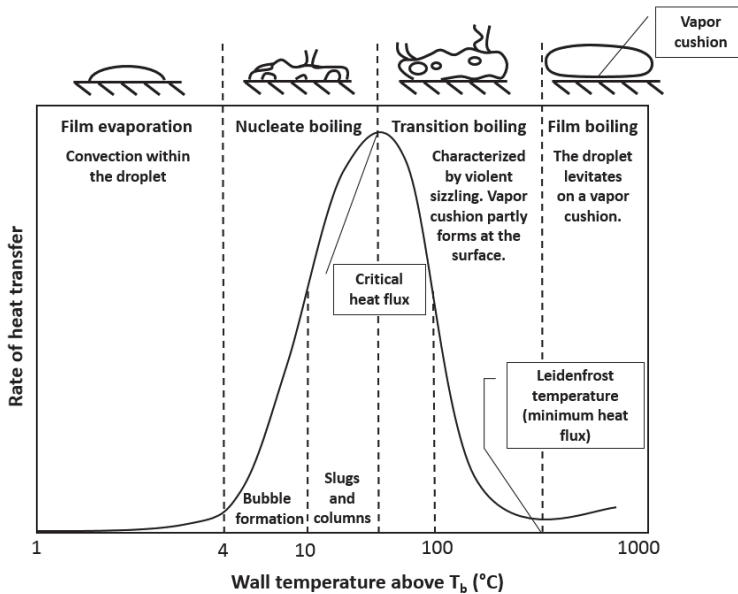 Vapor
cushion
Film evaporation
Convection within
the droplet
Nucleate boiling
Transition boiling
Characterized
by violent
sizzling. Vapor
cushion partly
forms at the
surface.
Film boiling
The droplet
levitates
on a vapor
cushion.
Critical
heat flux
Leidenfrost
temperature
(minimum heat
flux)
Rate of heat transfer
Bubble
formation
Slugs
and
columns
1
4
10
100
1000
Wall temperature above Tb (°C)